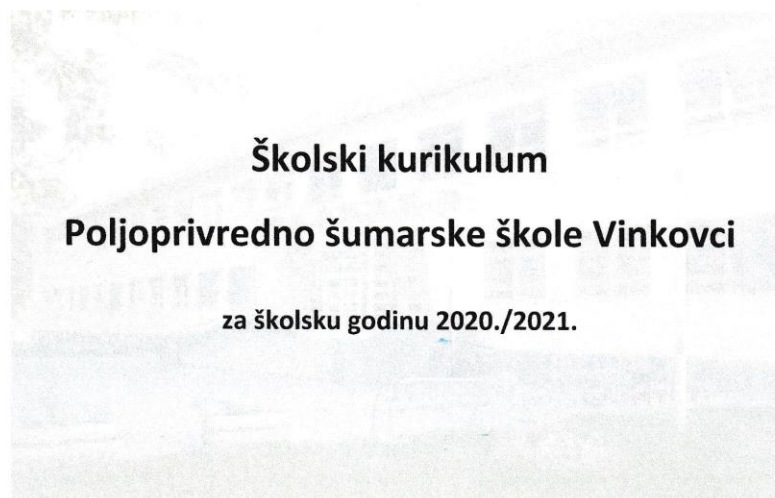 Školski kurikulum
Poljoprivredno šumarske škole Vinkovci
za školsku godinu 2020./2021.